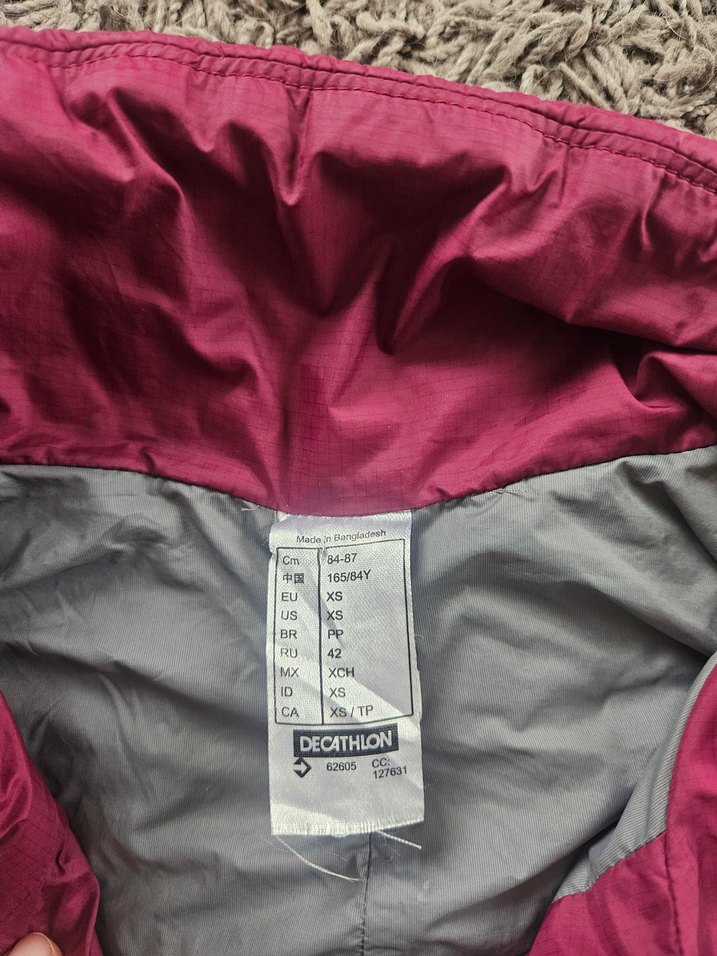 Made in Bangladesh
Cm 84-87
中国 165/84Y
EU XS
US XS
BR PP
RU 42
MX XCH
ID XS
CA XS / TP
DECATHLON
62605 CC: 127631